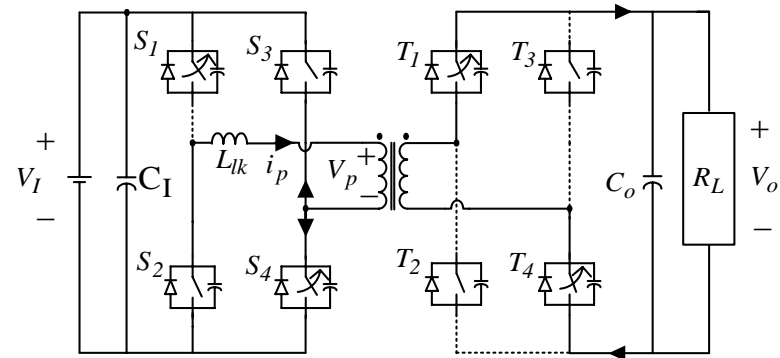 S1
S3
T1
T3
+
VI
−
CI
Llk
ip
Vp
+
−
Co
RL
+
Vo
−
S2
S4
T2
T4